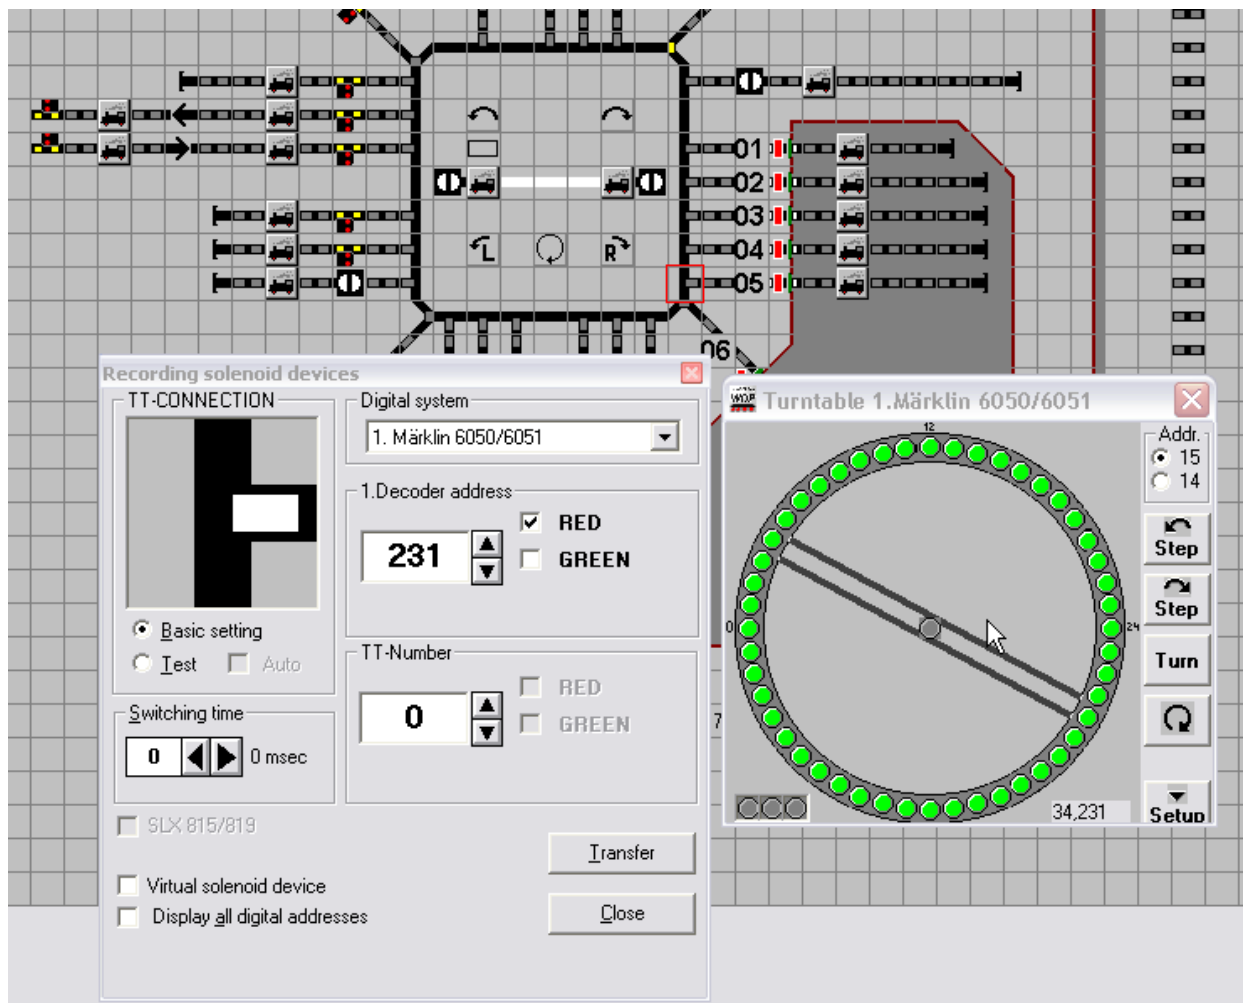 01
02
03
L
R
04
05
06
Recording solenoid devices
TT-CONNECTION
Basic setting
Test
Auto
Switching time
0
0 msec
SLX 815/819
Virtual solenoid device
Display all digital addresses
Digital system
1. Märklin 6050/6051
1.Decoder address
231
RED
GREEN
TT-Number
0
RED
GREEN
Transfer
Close
7
Turntable 1.Märklin 6050/6051
12
0
24
34,231
Addr.
15
14
Step
Step
Turn
Setup